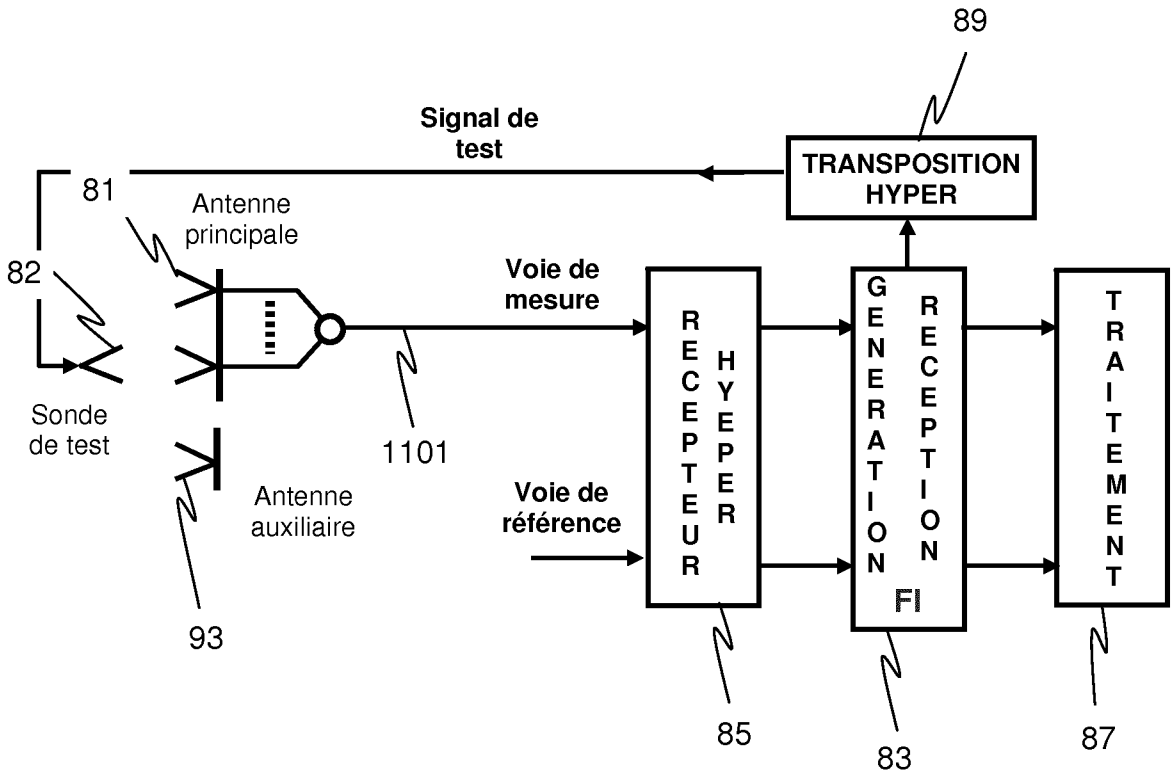 89
Signal de
test
TRANSPOSITION
HYPER
81
Antenne
principale
82
Voie de
mesure
Sonde
de test
1101
Antenne
auxiliaire
Voie de
référence
93
RECEPTEUR
HYEPER
GENERATION
RECEPTION
FI
TRAITEMENT
85
83
87